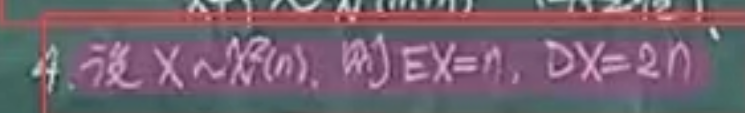 4. 设 X~χ²(n), 则 EX=n, DX=2n